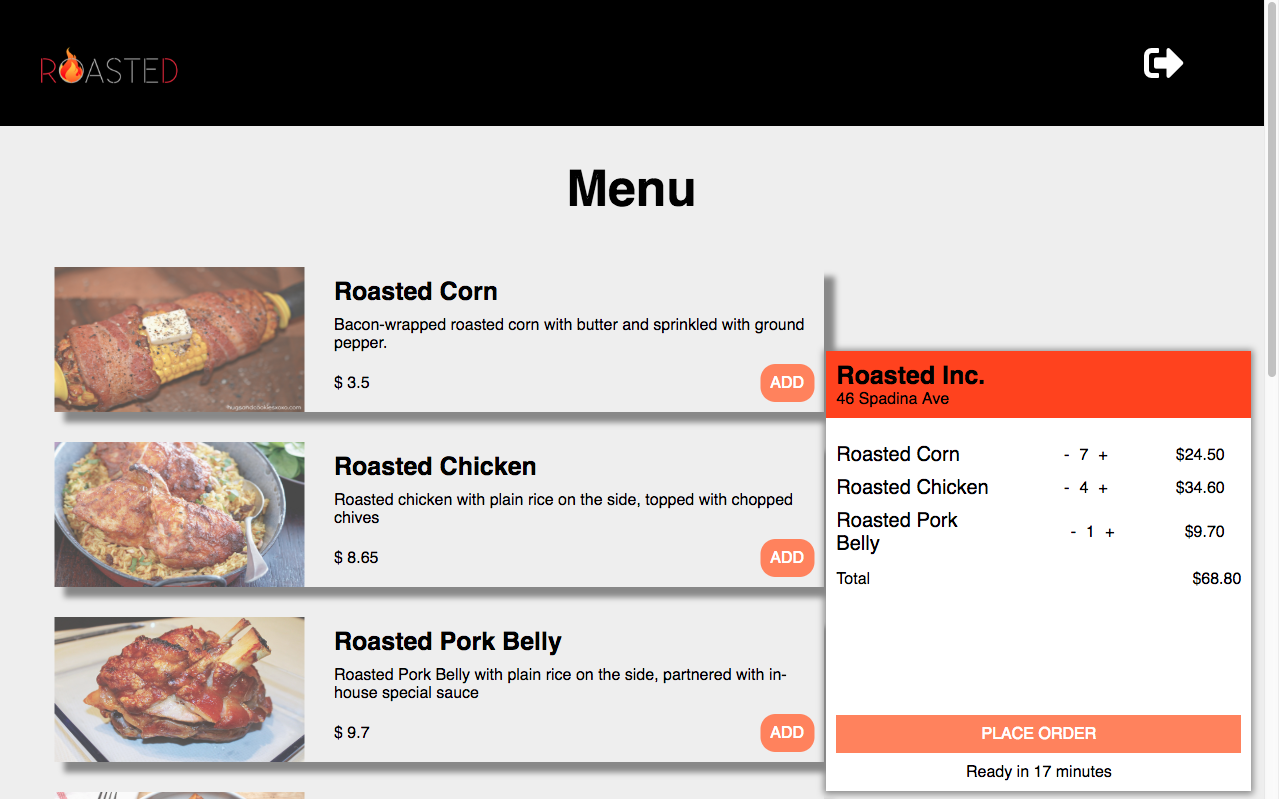 ROASTED
Menu
Roasted Corn
Bacon-wrapped roasted corn with butter and sprinkled with ground
pepper.
$ 3.5
ADD
Roasted Chicken
Roasted chicken with plain rice on the side, topped with chopped
chives
$ 8.65
ADD
Roasted Pork Belly
Roasted Pork Belly with plain rice on the side, partnered with in-
house special sauce
$ 9.7
ADD
Roasted Inc.
46 Spadina Ave
Roasted Corn - 7 + $24.50
Roasted Chicken - 4 + $34.60
Roasted Pork
Belly - 1 + $9.70
Total $68.80
PLACE ORDER
Ready in 17 minutes